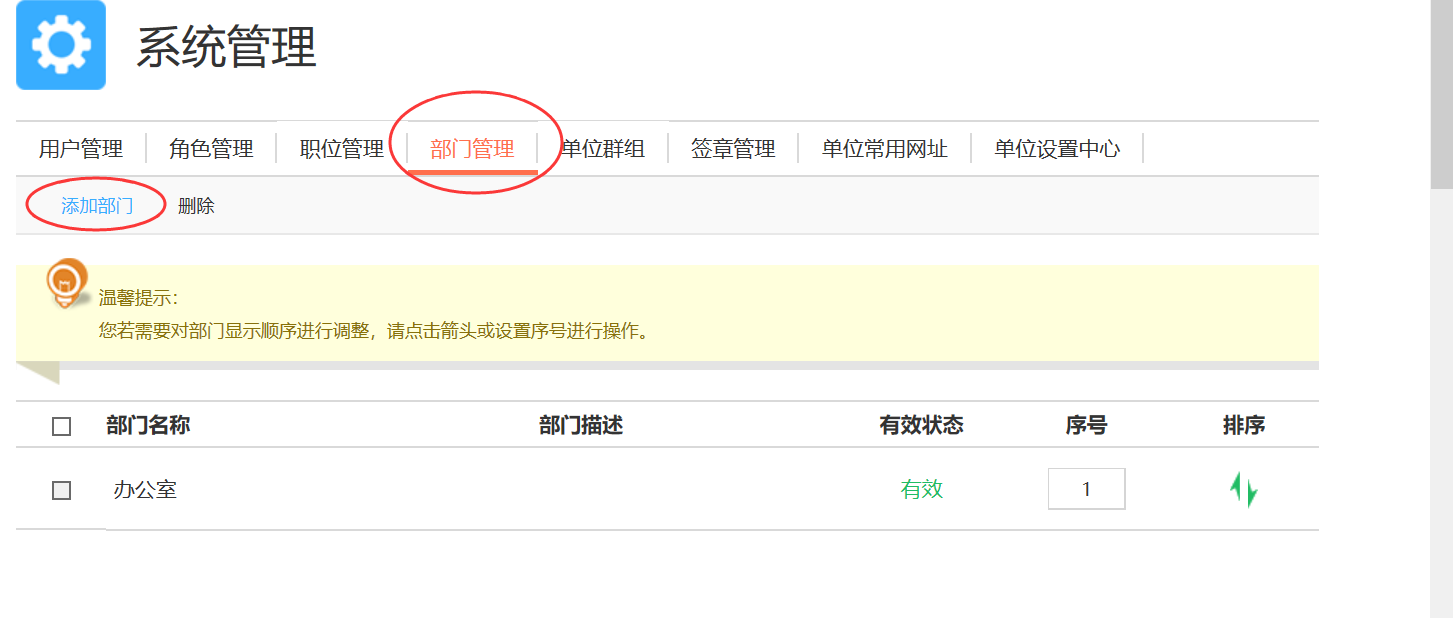 系统管理
用户管理 角色管理 职位管理 部门管理 单位群组 签章管理 单位常用网址 单位设置中心
添加部门 删除
温馨提示：
您若需要对部门显示顺序进行调整，请点击箭头或设置序号进行操作。
部门名称 部门描述 有效状态 序号 排序
办公室 有效 1